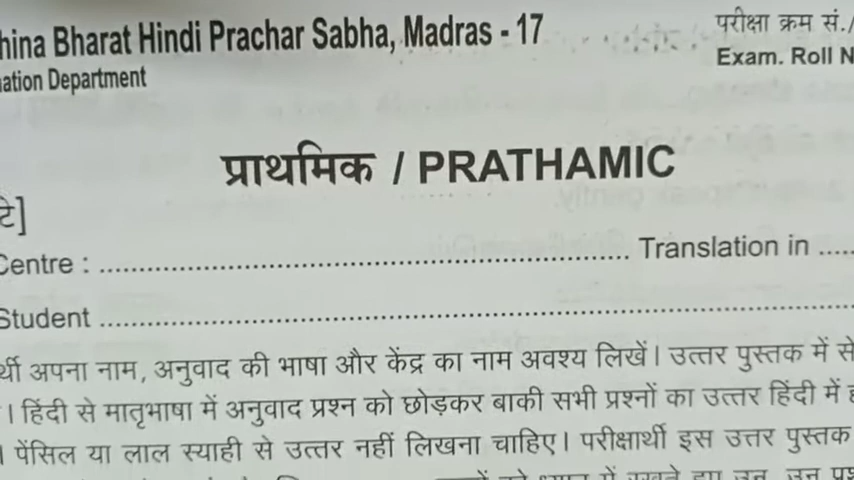 hina Bharat Hindi Prachar Sabha, Madras - 17
परीक्षा क्रम सं./
ation Department
Exam. Roll N
प्राथमिक / PRATHAMIC
टे]
Centre : .......................................................................... Translation in .....
Student ...............................................................................................
र्थी अपना नाम, अनुवाद की भाषा और केंद्र का नाम अवश्य लिखें। उत्तर पुस्तक में से
। हिंदी से मातृभाषा में अनुवाद प्रश्न को छोड़कर बाकी सभी प्रश्नों का उत्तर हिंदी में
। पेंसिल या लाल स्याही से उत्तर नहीं लिखना चाहिए। परीक्षार्थी इस उत्तर पुस्तक